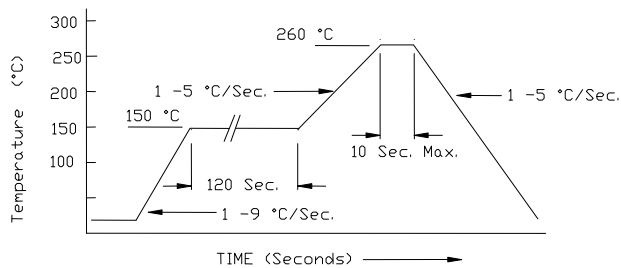 300
260 °C
250
200
1 -5 °C/Sec.
1 -5 °C/Sec.
150 °C
150
10 Sec. Max.
100
120 Sec.
1 -9 °C/Sec.
Temperature (°C)
TIME (Seconds)